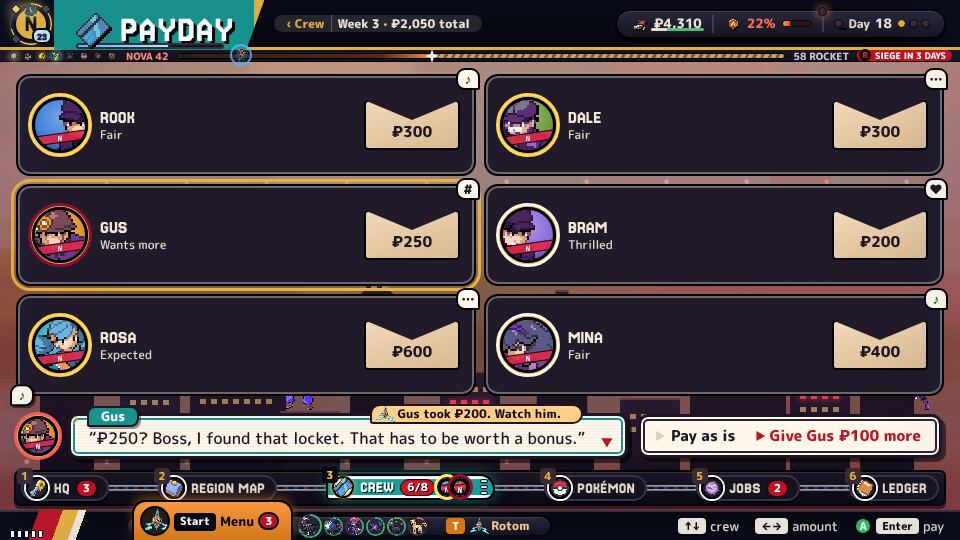 N
23
PAYDAY
‹ Crew
Week 3 · ₽2,050 total
₽4,310
22%
Day 18
NOVA 42
58 ROCKET
R
SIEGE IN 3 DAYS
ROOK
Fair
₽300
N
♪
DALE
Fair
₽300
N
...
GUS
Wants more
₽250
N
#
BRAM
Thrilled
₽200
N
♥
ROSA
Expected
₽600
N
...
MINA
Fair
₽400
N
♪
♪
Gus
Gus took ₽200. Watch him.
“₽250? Boss, I found that locket. That has to be worth a bonus.”
Pay as is
Give Gus ₽100 more
1 HQ 3
2 REGION MAP
3 CREW 6/8
4 POKÉMON
5 JOBS 2
6 LEDGER
Start Menu 3
T Rotom
↑↓ crew
←→ amount
A Enter pay